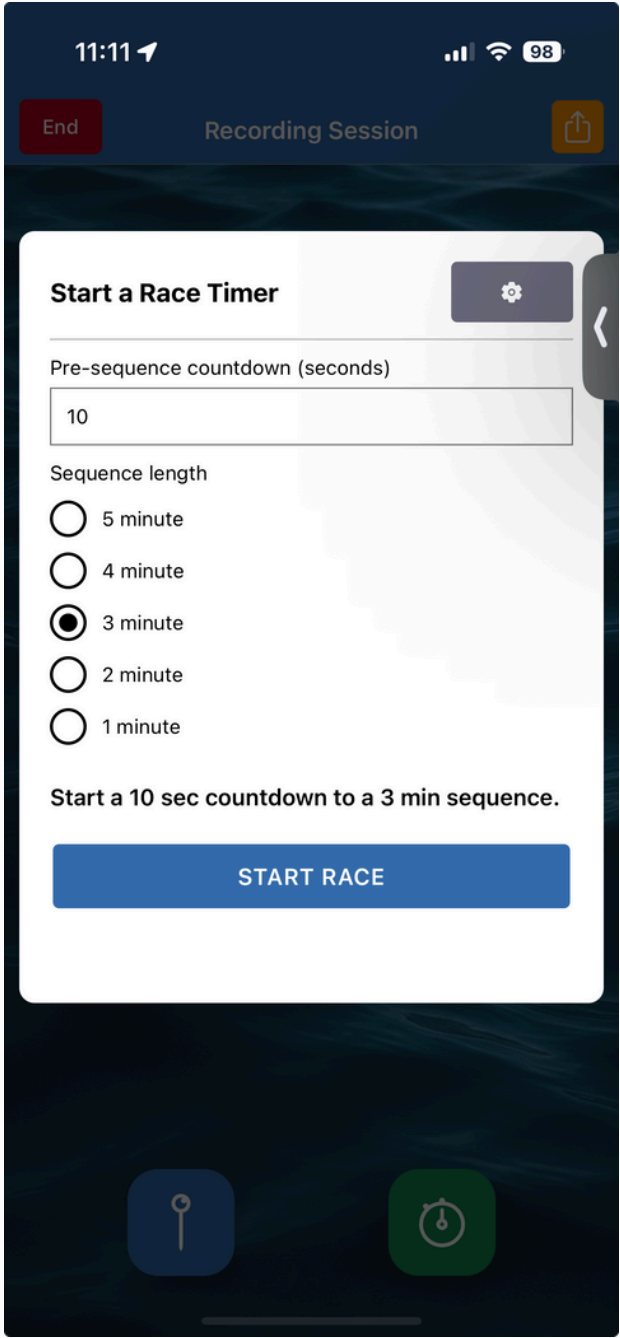 11:11
98
End
Recording Session
Start a Race Timer
Pre-sequence countdown (seconds)
10
Sequence length
5 minute
4 minute
3 minute
2 minute
1 minute
Start a 10 sec countdown to a 3 min sequence.
START RACE